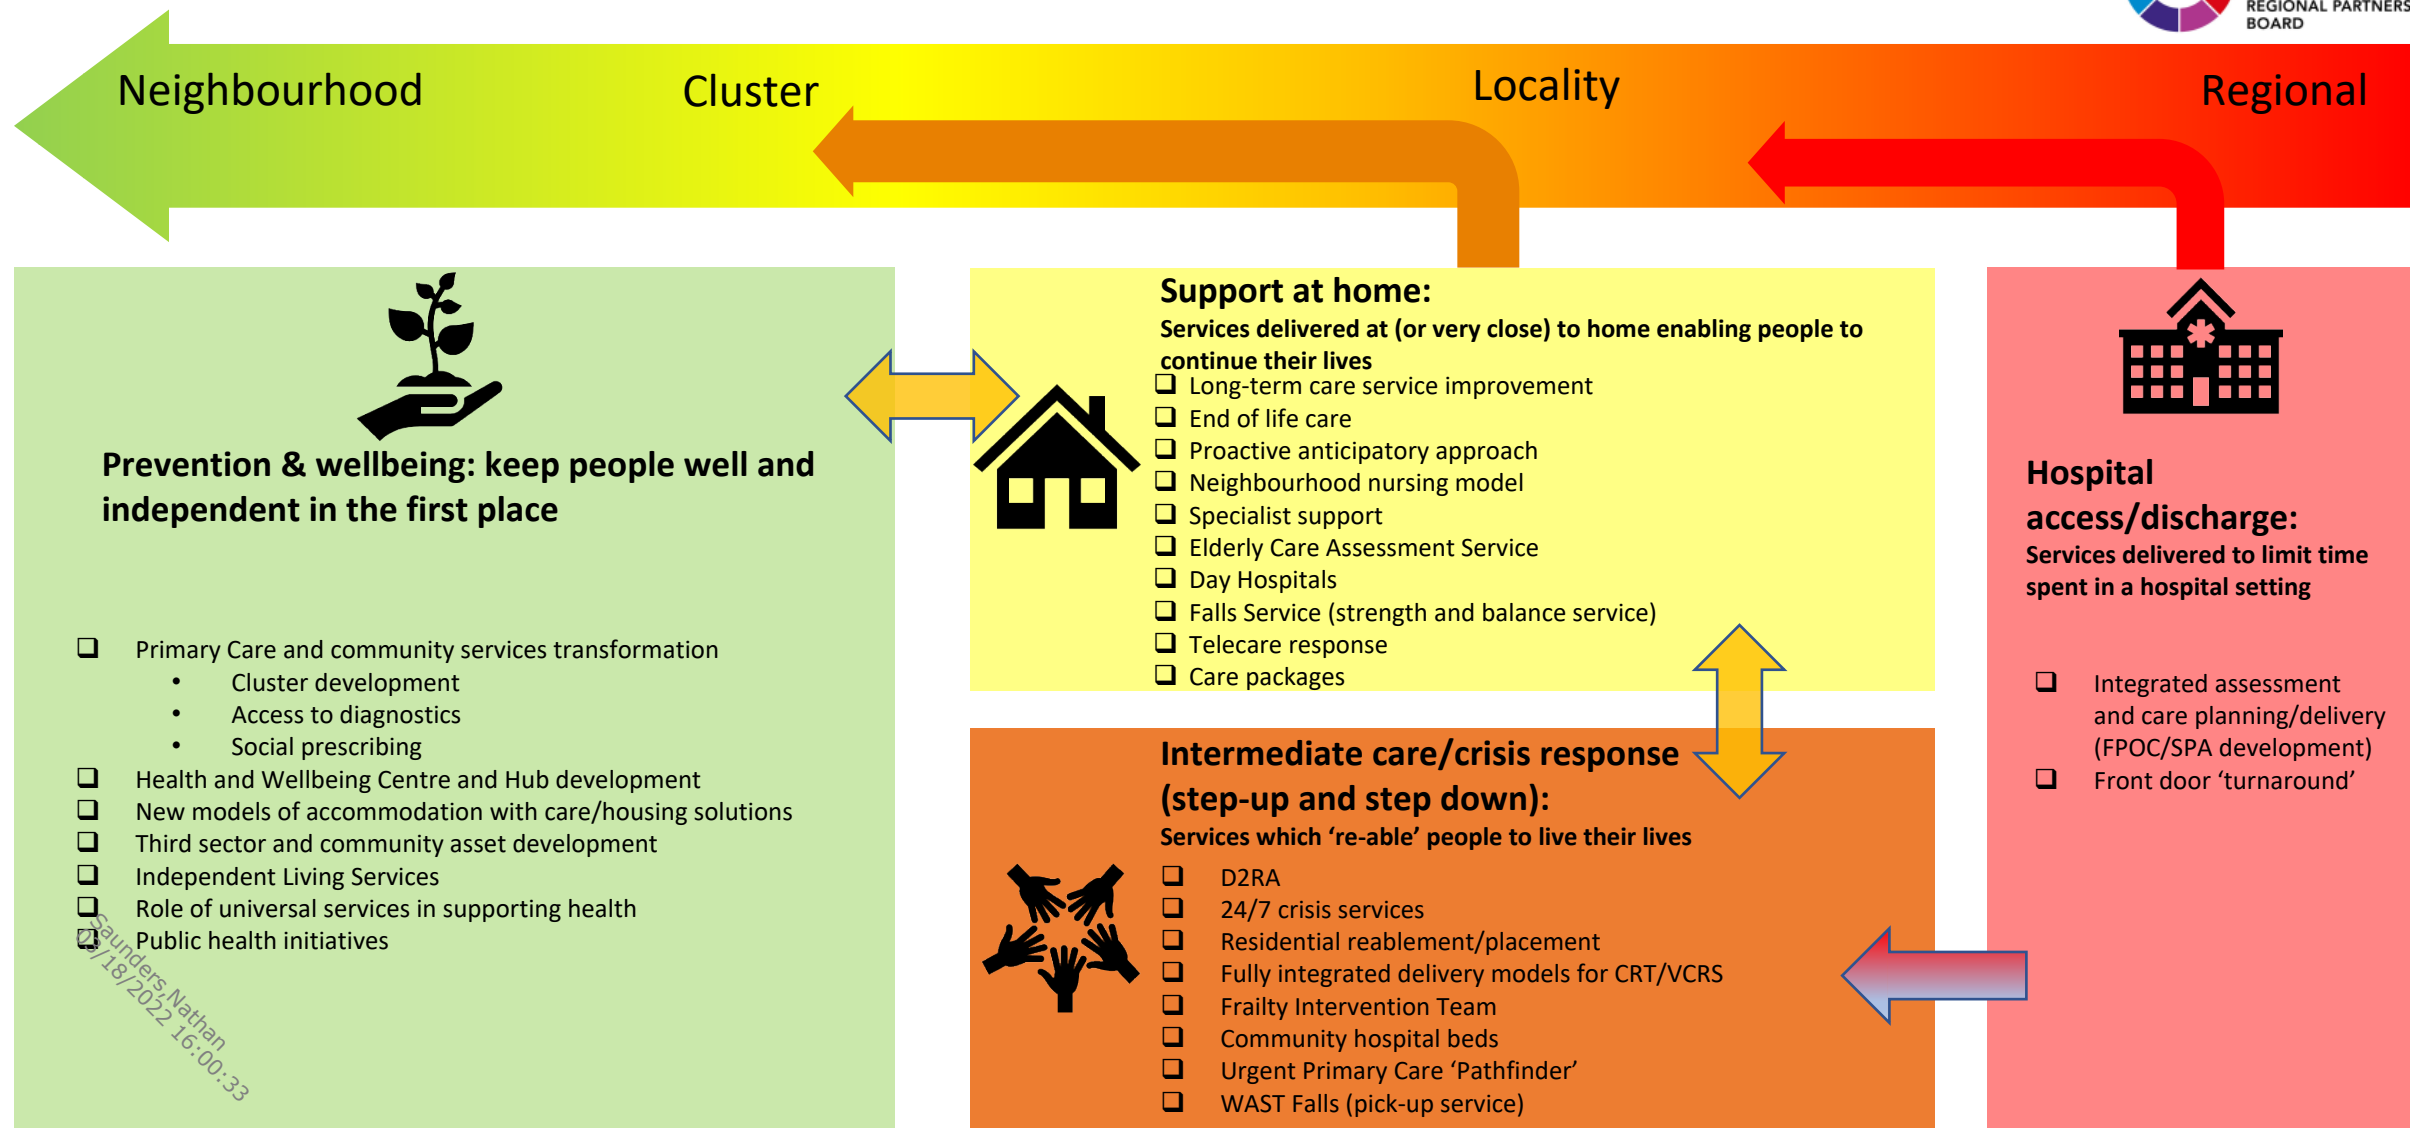 REGIONAL PARTNERS
BOARD
Neighbourhood
Cluster
Locality
Regional
Prevention & wellbeing: keep people well and
independent in the first place
Primary Care and community services transformation
• Cluster development
• Access to diagnostics
• Social prescribing
Health and Wellbeing Centre and Hub development
New models of accommodation with care/housing solutions
Third sector and community asset development
Independent Living Services
Role of universal services in supporting health
Public health initiatives
Support at home:
Services delivered at (or very close) to home enabling people to
continue their lives
Long-term care service improvement
End of life care
Proactive anticipatory approach
Neighbourhood nursing model
Specialist support
Elderly Care Assessment Service
Day Hospitals
Falls Service (strength and balance service)
Telecare response
Care packages
Intermediate care/crisis response
(step-up and step down):
Services which ‘re-able’ people to live their lives
D2RA
24/7 crisis services
Residential reablement/placement
Fully integrated delivery models for CRT/VCRS
Frailty Intervention Team
Community hospital beds
Urgent Primary Care ‘Pathfinder’
WAST Falls (pick-up service)
Hospital
access/discharge:
Services delivered to limit time
spent in a hospital setting
Integrated assessment
and care planning/delivery
(FPOC/SPA development)
Front door ‘turnaround’
Saunders,Nathan
03/18/2022 16:00:33